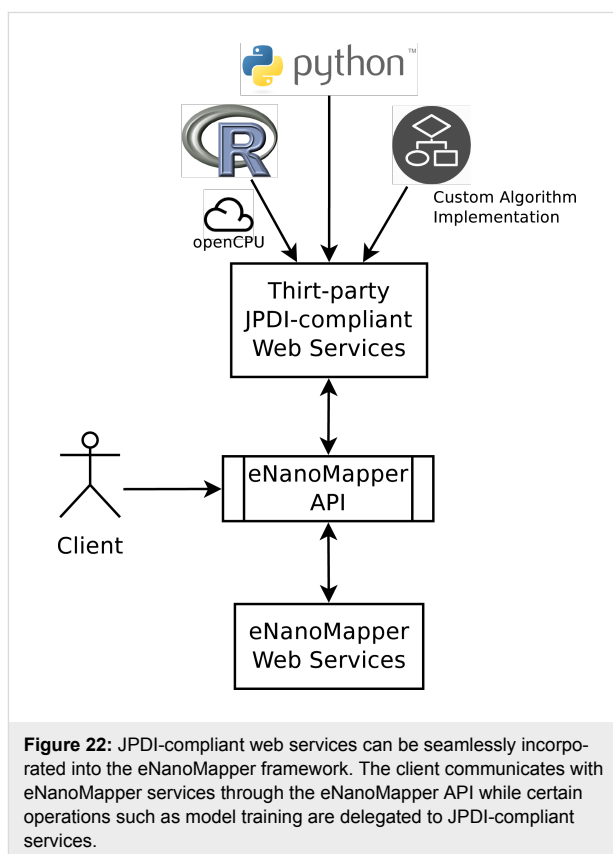 python™
R
openCPU
Custom Algorithm
Implementation
Thirt-party
JPDI-compliant
Web Services
eNanoMapper
API
Client
eNanoMapper
Web Services
Figure 22: JPDI-compliant web services can be seamlessly incorpo-
rated into the eNanoMapper framework. The client communicates with
eNanoMapper services through the eNanoMapper API while certain
operations such as model training are delegated to JPDI-compliant
services.